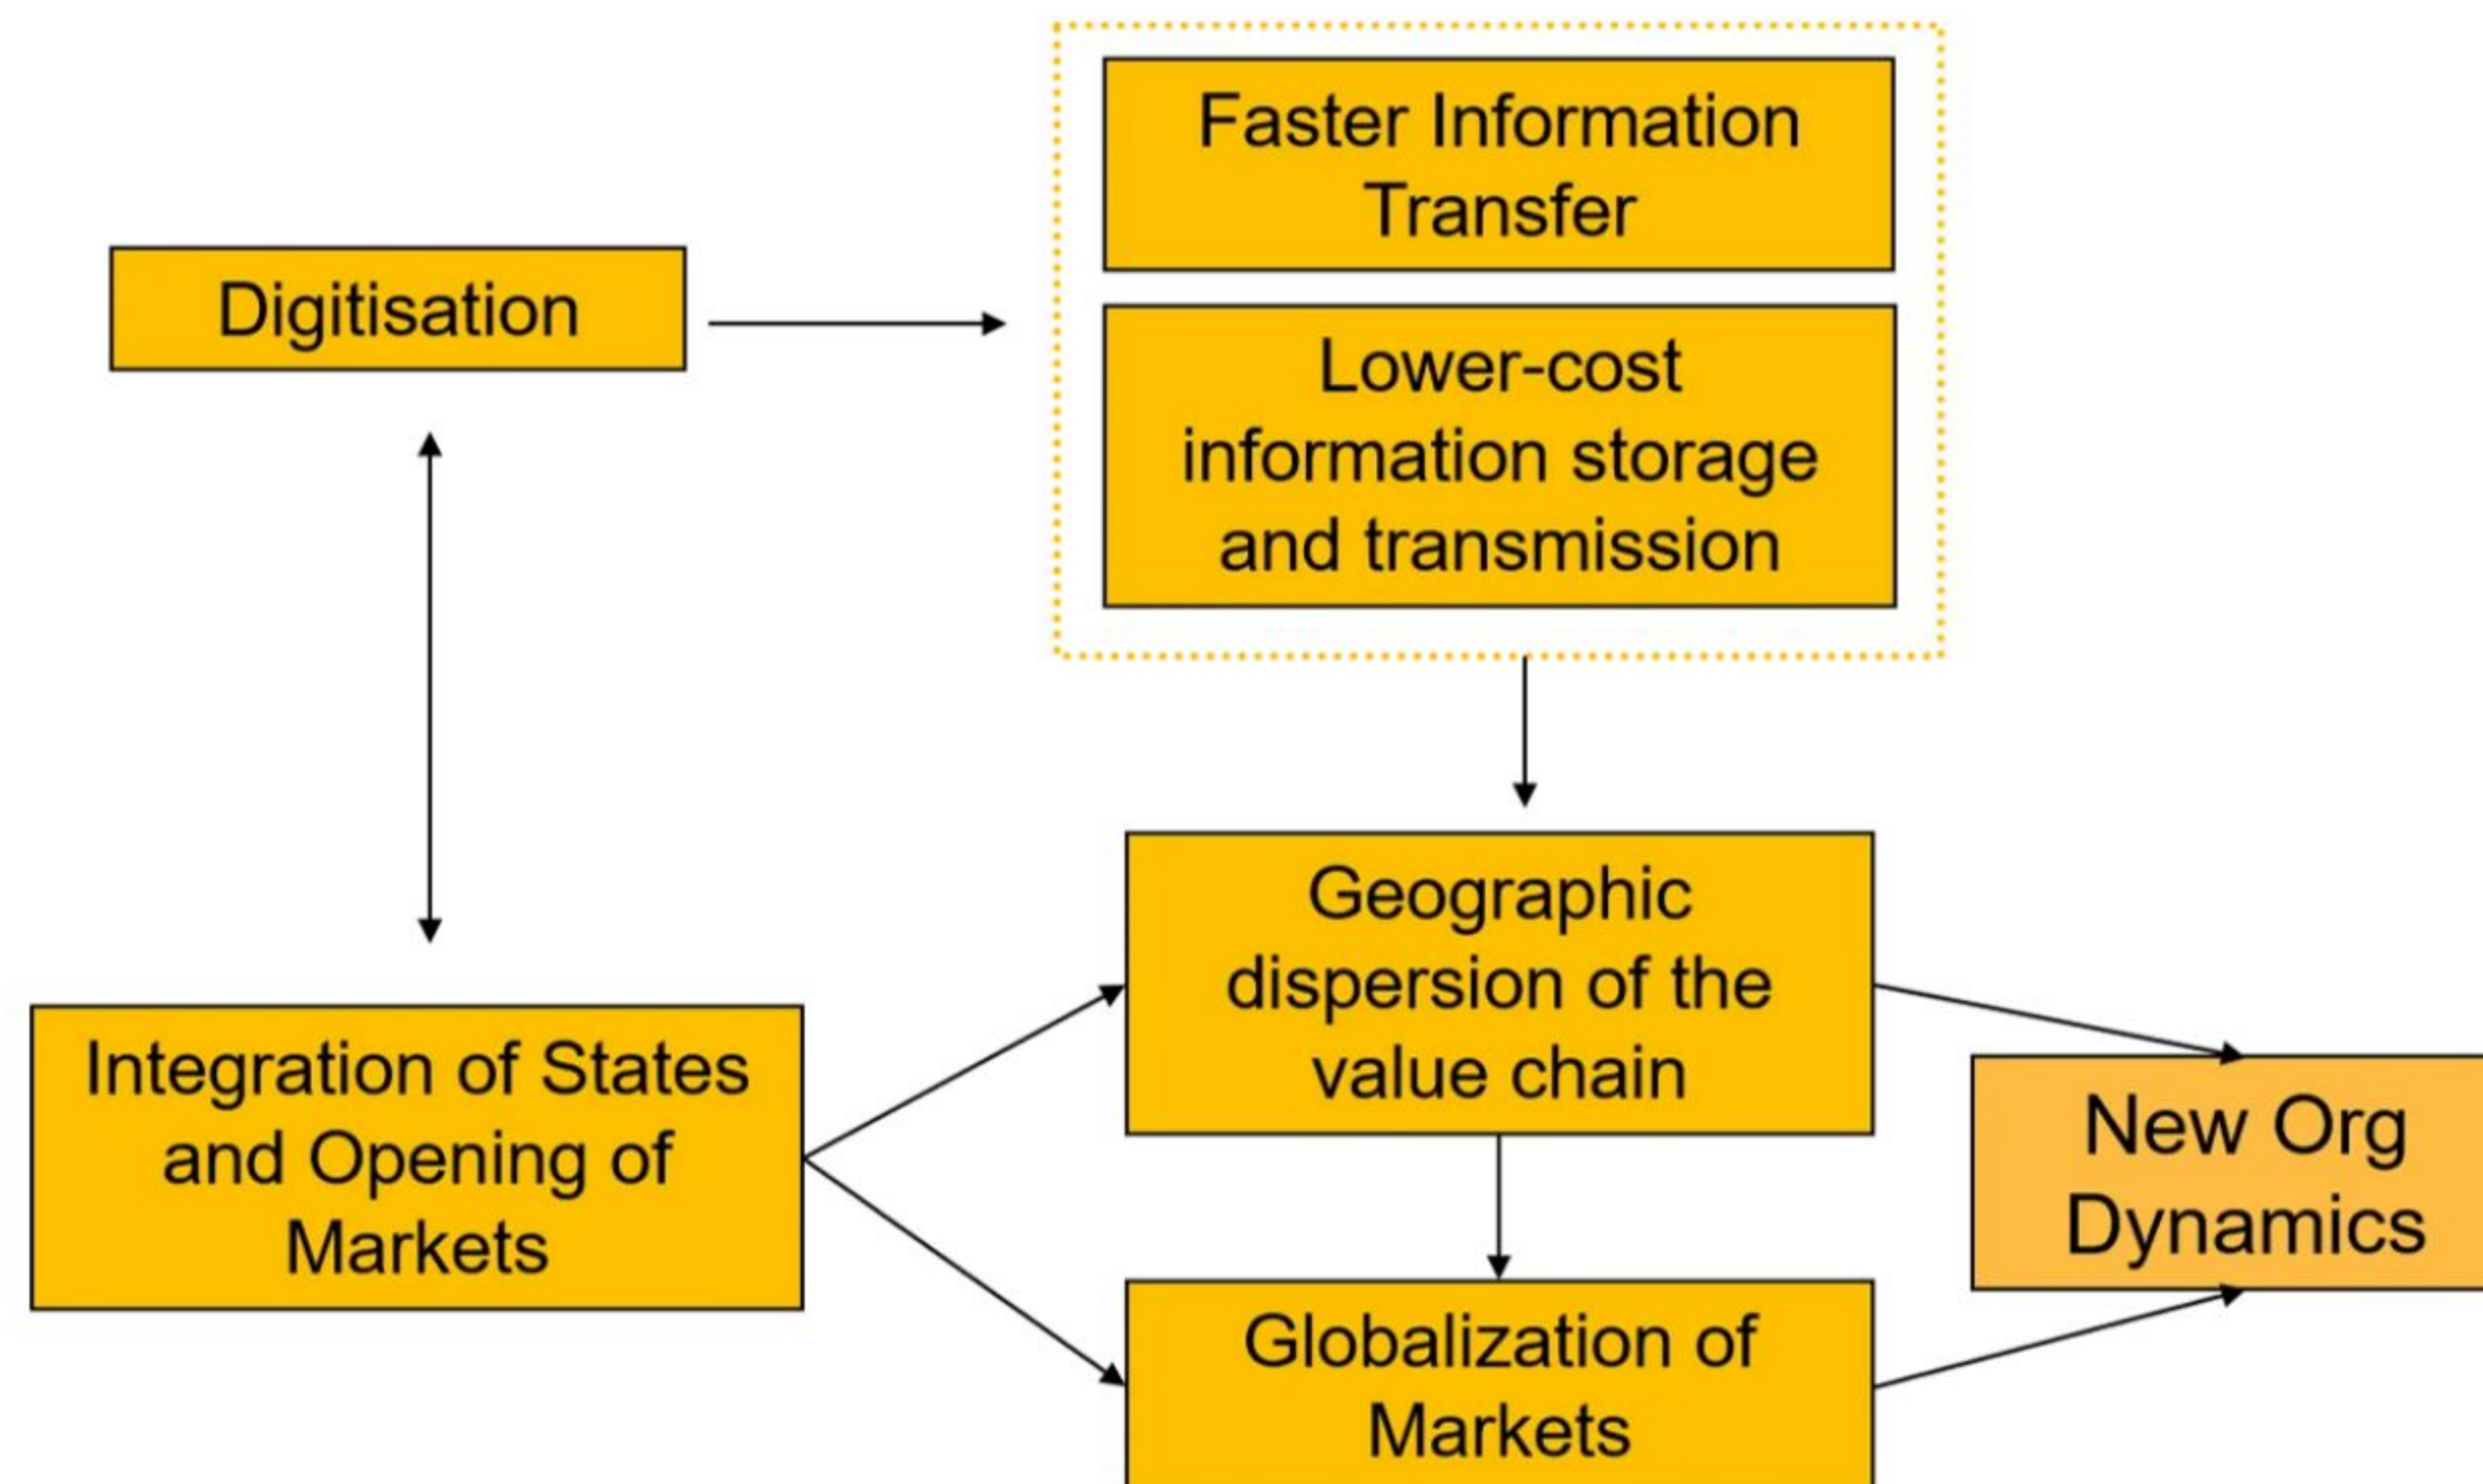 Faster Information
Transfer
Digitisation
Lower-cost
information storage
and transmission
Geographic
dispersion of the
value chain
Integration of States
and Opening of
Markets
New Org
Dynamics
Globalization of
Markets